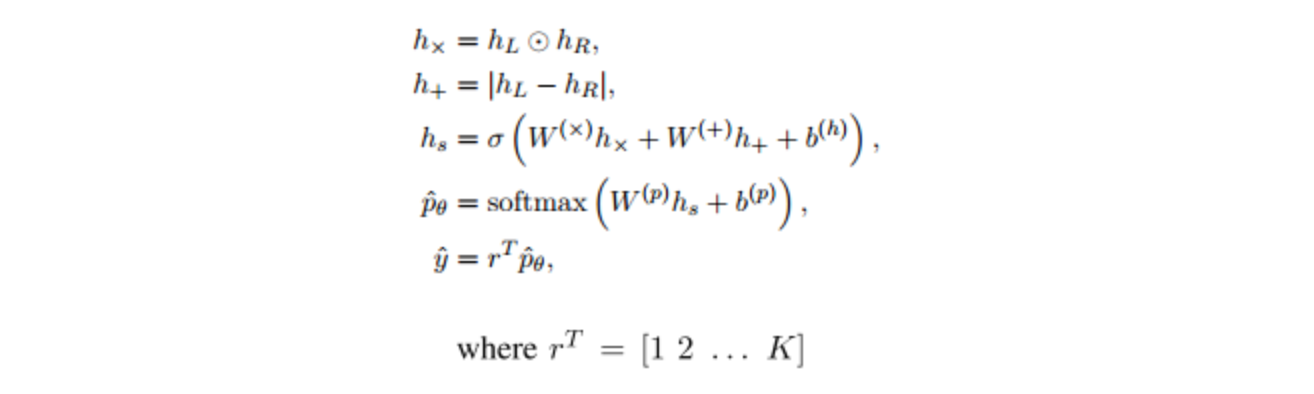 h_× = h_L ⊙ h_R,
h_+ = |h_L − h_R|,
h_s = σ (W^(×) h_× + W^(+) h_+ + b^(h)),
p̂_θ = softmax (W^(p) h_s + b^(p)),
ŷ = r^T p̂_θ,
where r^T = [1 2 … K]